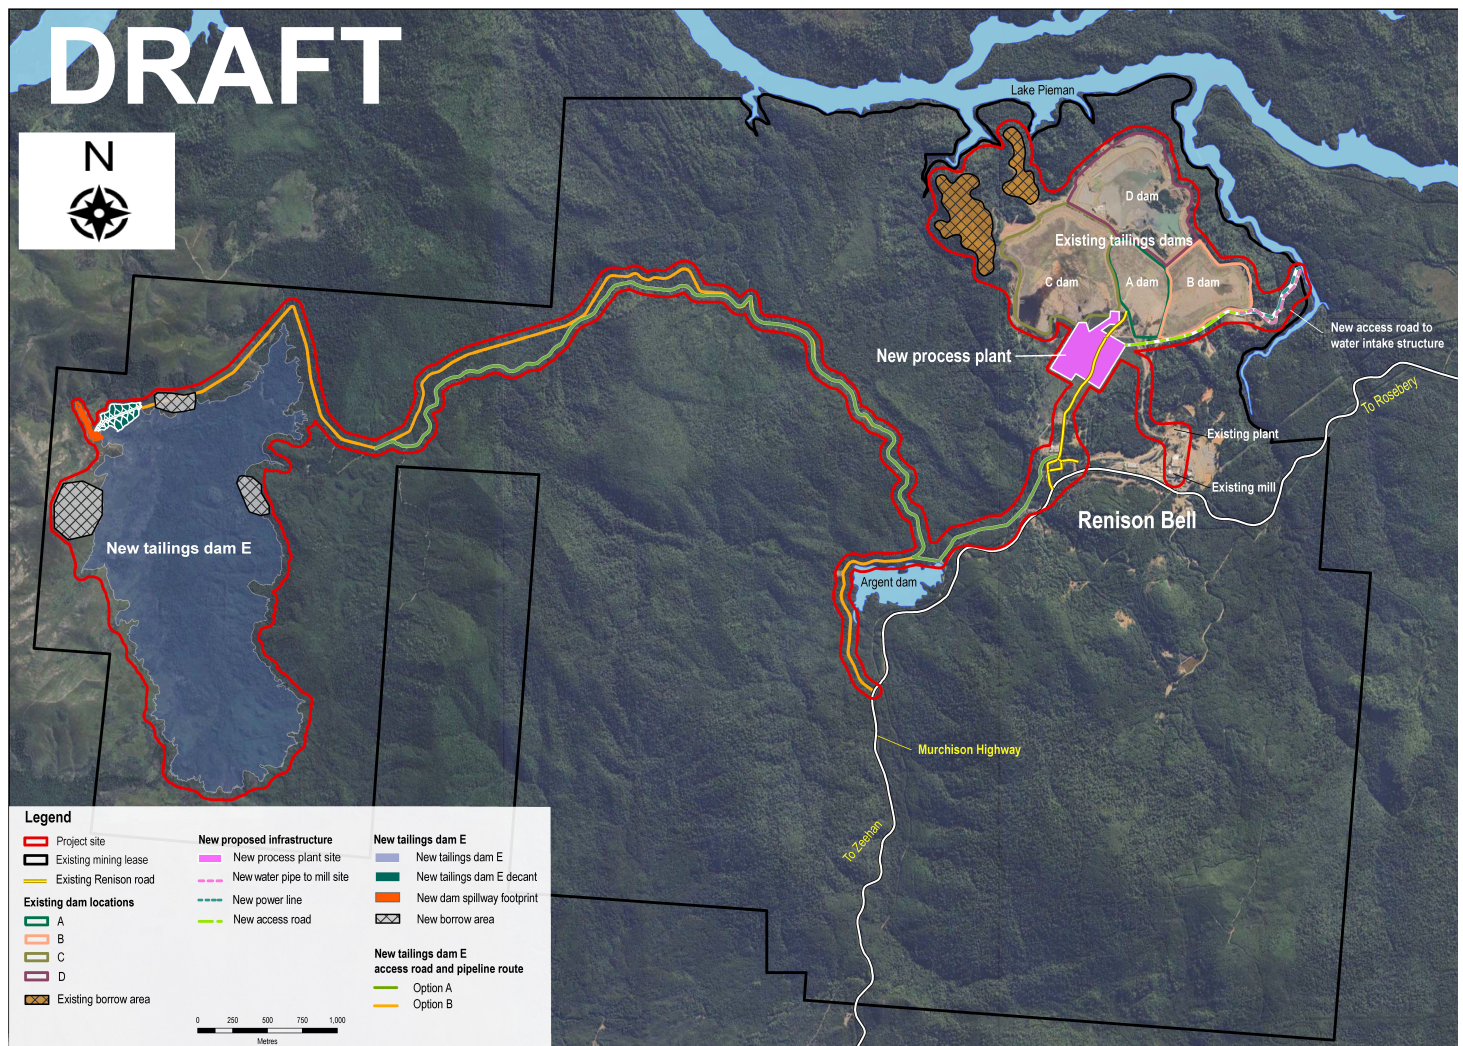 DRAFT
N
Lake Pieman
D dam
Existing tailings dams
C dam
A dam
B dam
New access road to
water intake structure
New process plant
To Rosebery
Existing plant
Existing mill
Renison Bell
New tailings dam E
Argent dam
Murchison Highway
To Zeehan
Legend
Project site
Existing mining lease
Existing Renison road
Existing dam locations
A
B
C
D
Existing borrow area
New proposed infrastructure
New process plant site
New water pipe to mill site
New power line
New access road
0 250 500 750 1,000
Metres
New tailings dam E
New tailings dam E
New tailings dam E decant
New dam spillway footprint
New borrow area
New tailings dam E
access road and pipeline route
Option A
Option B